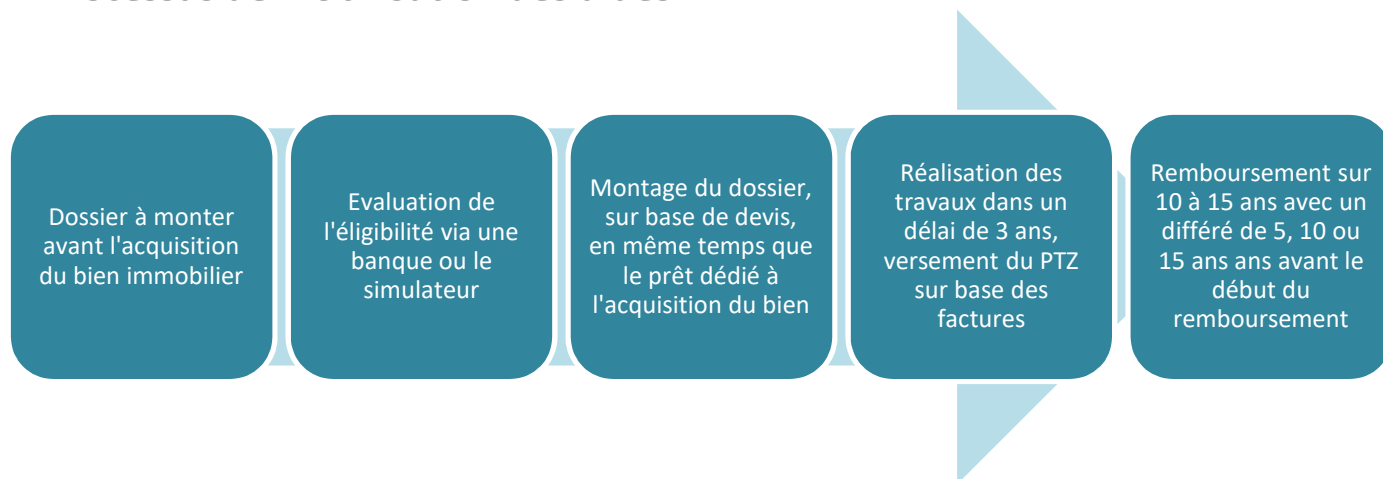 Dossier à monter
avant l'acquisition
du bien immobilier
Evaluation de
l'éligibilité via une
banque ou le
simulateur
Montage du dossier,
sur base de devis,
en même temps que
le prêt dédié à
l'acquisition du bien
Réalisation des
travaux dans un
délai de 3 ans,
versement du PTZ
sur base des
factures
Remboursement sur
10 à 15 ans avec un
différé de 5, 10 ou
15 ans ans avant le
début du
remboursement